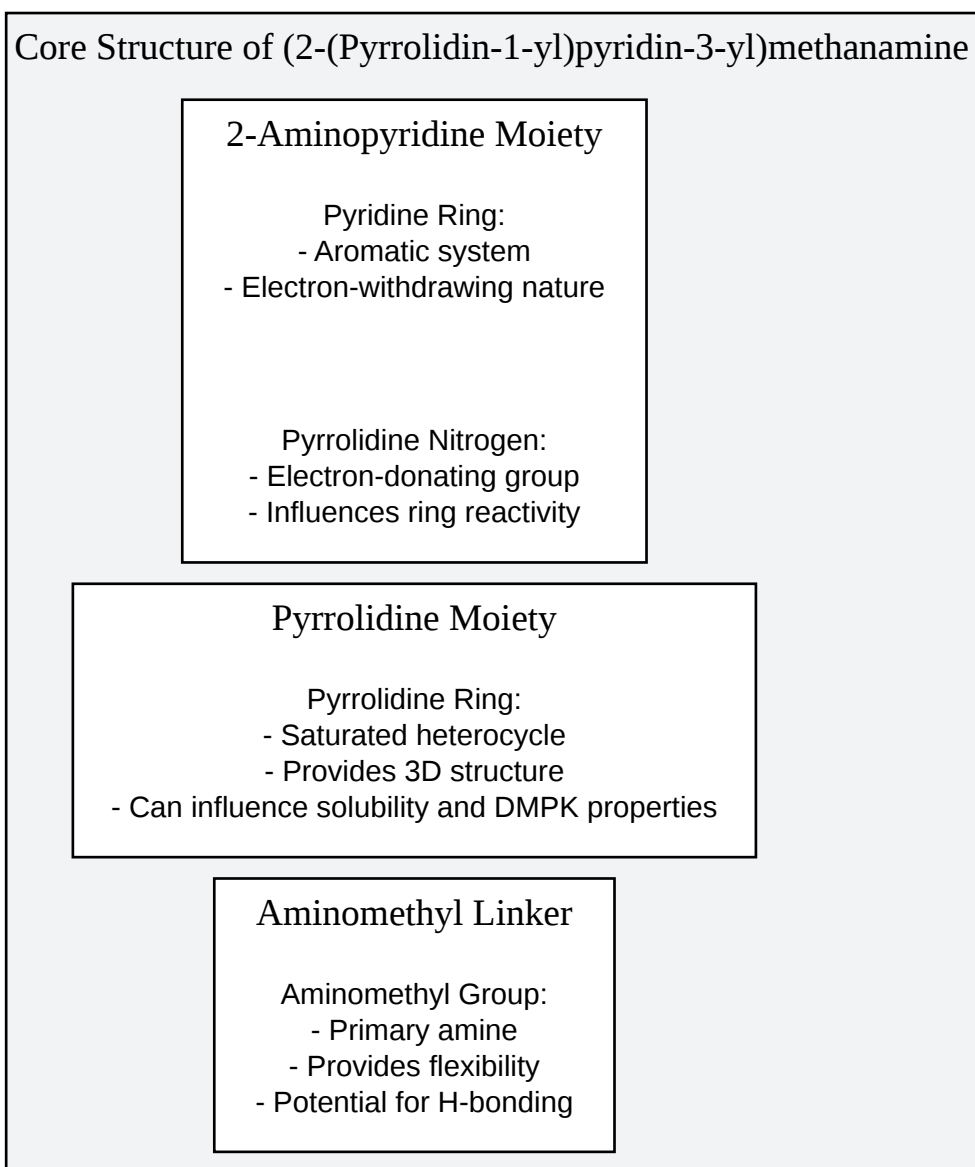 Core Structure of (2-(Pyrrolidin-1-yl)pyridin-3-yl)methanamine
2-Aminopyridine Moiety
Pyridine Ring:
- Aromatic system
- Electron-withdrawing nature
Pyrrolidine Nitrogen:
- Electron-donating group
- Influences ring reactivity
Pyrrolidine Moiety
Pyrrolidine Ring:
- Saturated heterocycle
- Provides 3D structure
- Can influence solubility and DMPK properties
Aminomethyl Linker
Aminomethyl Group:
- Primary amine
- Provides flexibility
- Potential for H-bonding